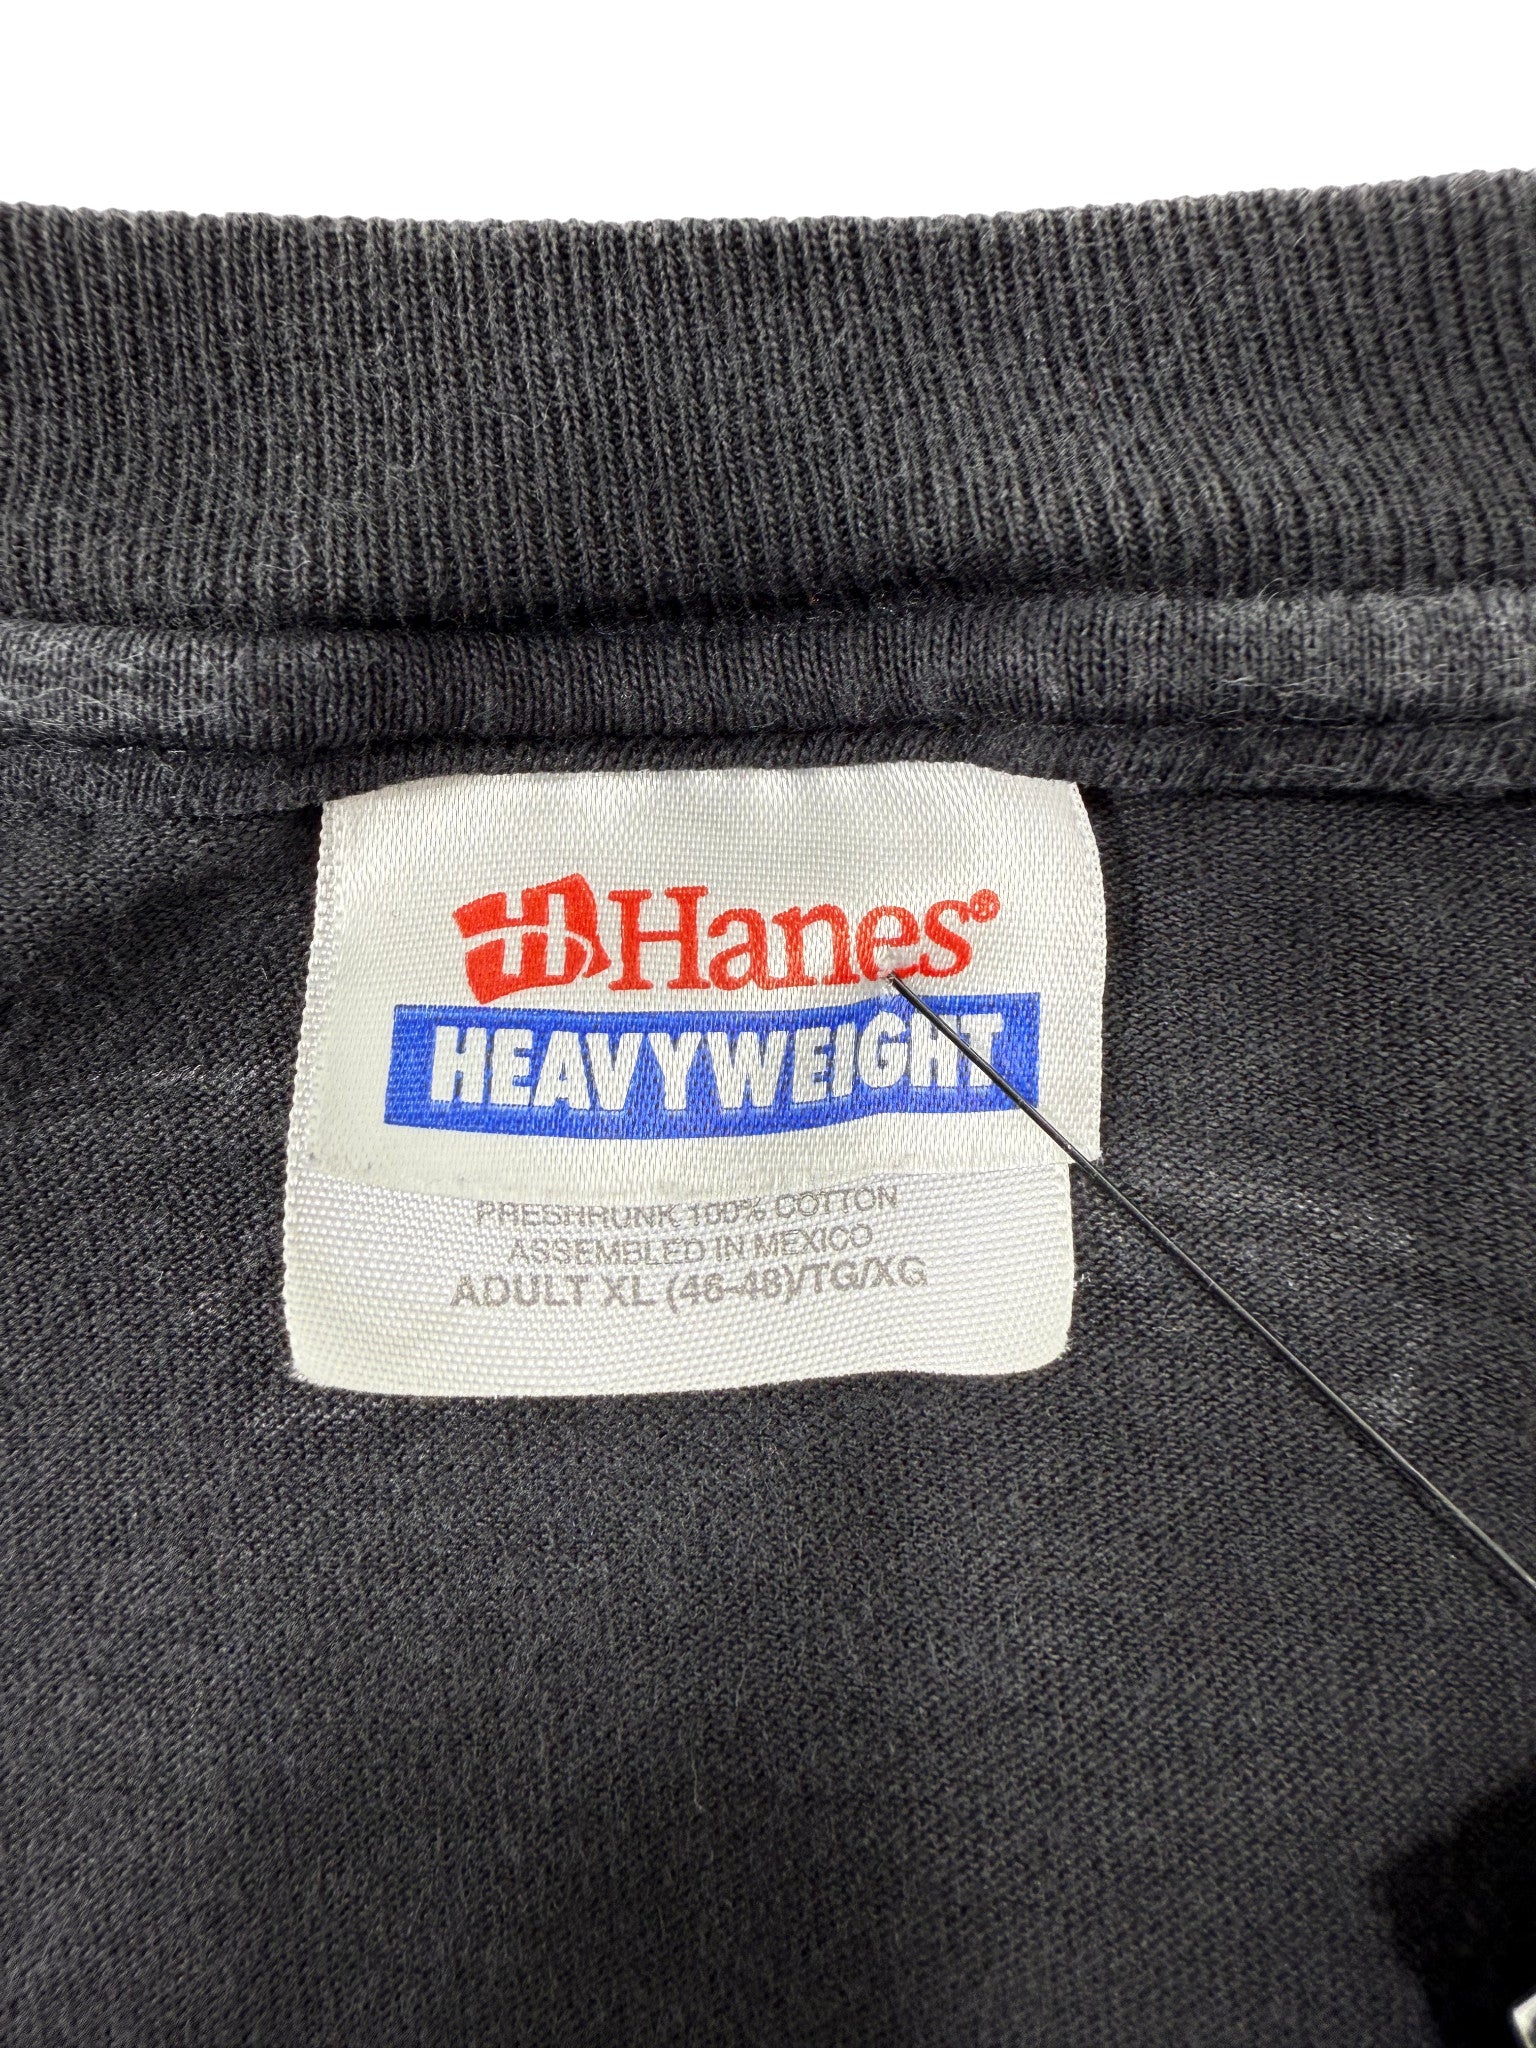 H Hanes®
HEAVYWEIGHT
PRESHRUNK 100% COTTON
ASSEMBLED IN MEXICO
ADULT XL (46-48)/TG/XG